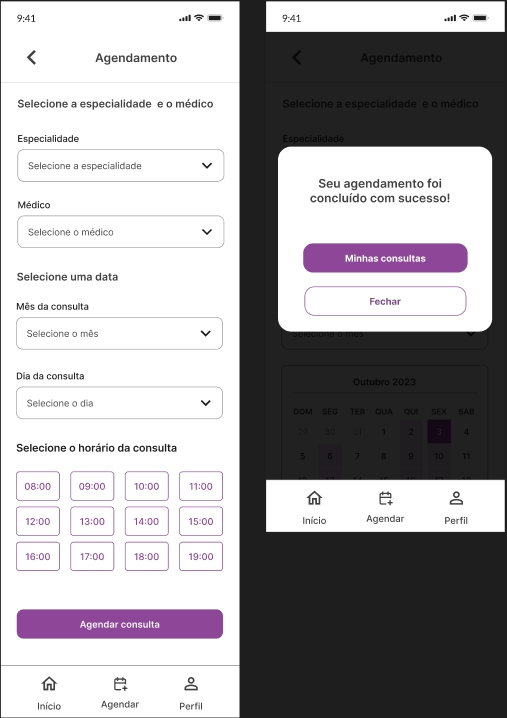 9:41
Agendamento
Selecione a especialidade e o médico
Especialidade
Selecione a especialidade
Médico
Selecione o médico
Selecione uma data
Mês da consulta
Selecione o mês
Dia da consulta
Selecione o dia
Selecione o horário da consulta
08:00 09:00 10:00 11:00
12:00 13:00 14:00 15:00
16:00 17:00 18:00 19:00
Agendar consulta
Início Agendar Perfil
9:41
Agendamento
Selecione a especialidade e o médico
Especialidade
Seu agendamento foi
concluído com sucesso!
Minhas consultas
Fechar
Selecione o mês
Outubro 2023
DOM SEG TER QUA QUI SEX SAB
29 30 31 1 2 3 4
5 6 7 8 9 10 11
Início Agendar Perfil